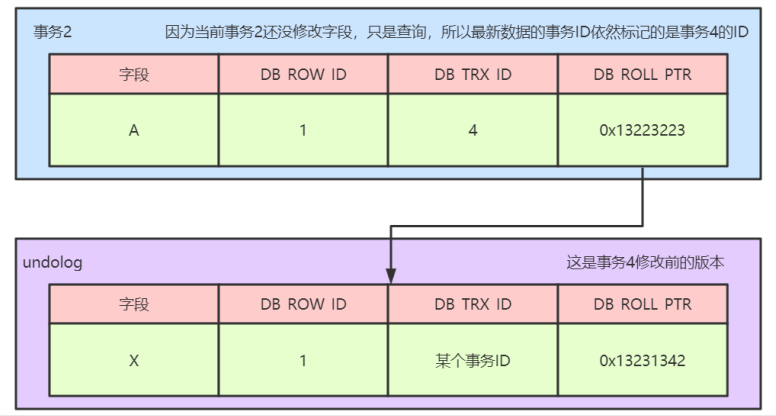 事务2 因为当前事务2还没修改字段，只是查询，所以最新数据的事务ID依然标记的是事务4的ID
字段 DB ROW ID DB TRX ID DB ROLL PTR
A 1 4 0x13223223
undolog 这是事务4修改前的版本
字段 DB ROW ID DB TRX ID DB ROLL PTR
X 1 某个事务ID 0x13231342